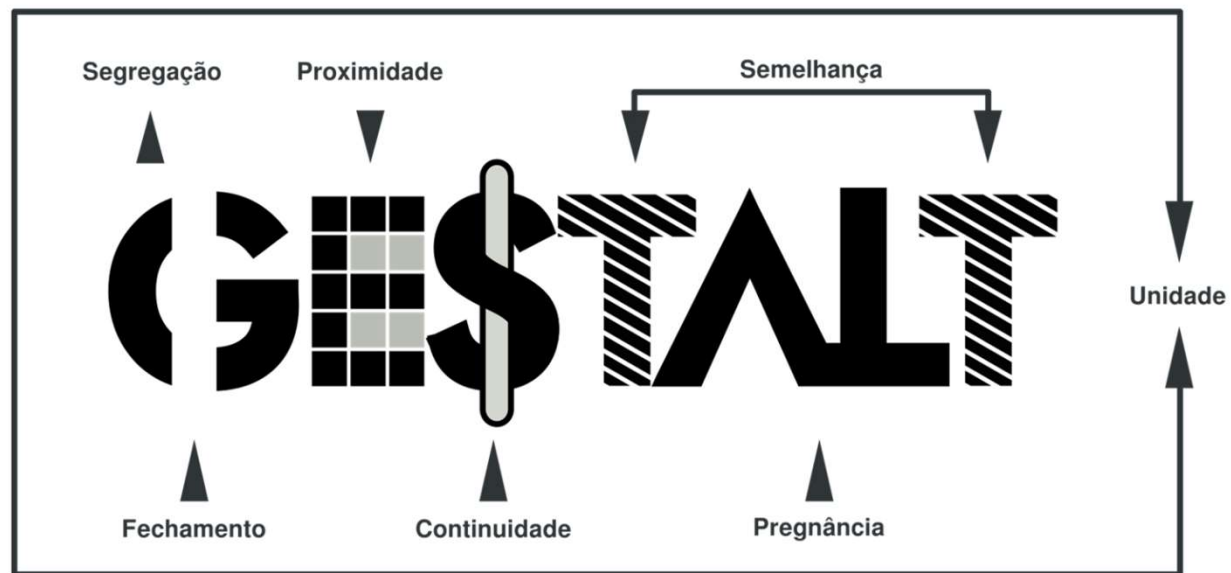 Segregação Proximidade Semelhança
GESTALT
Unidade
Fechamento Continuidade Pregnância